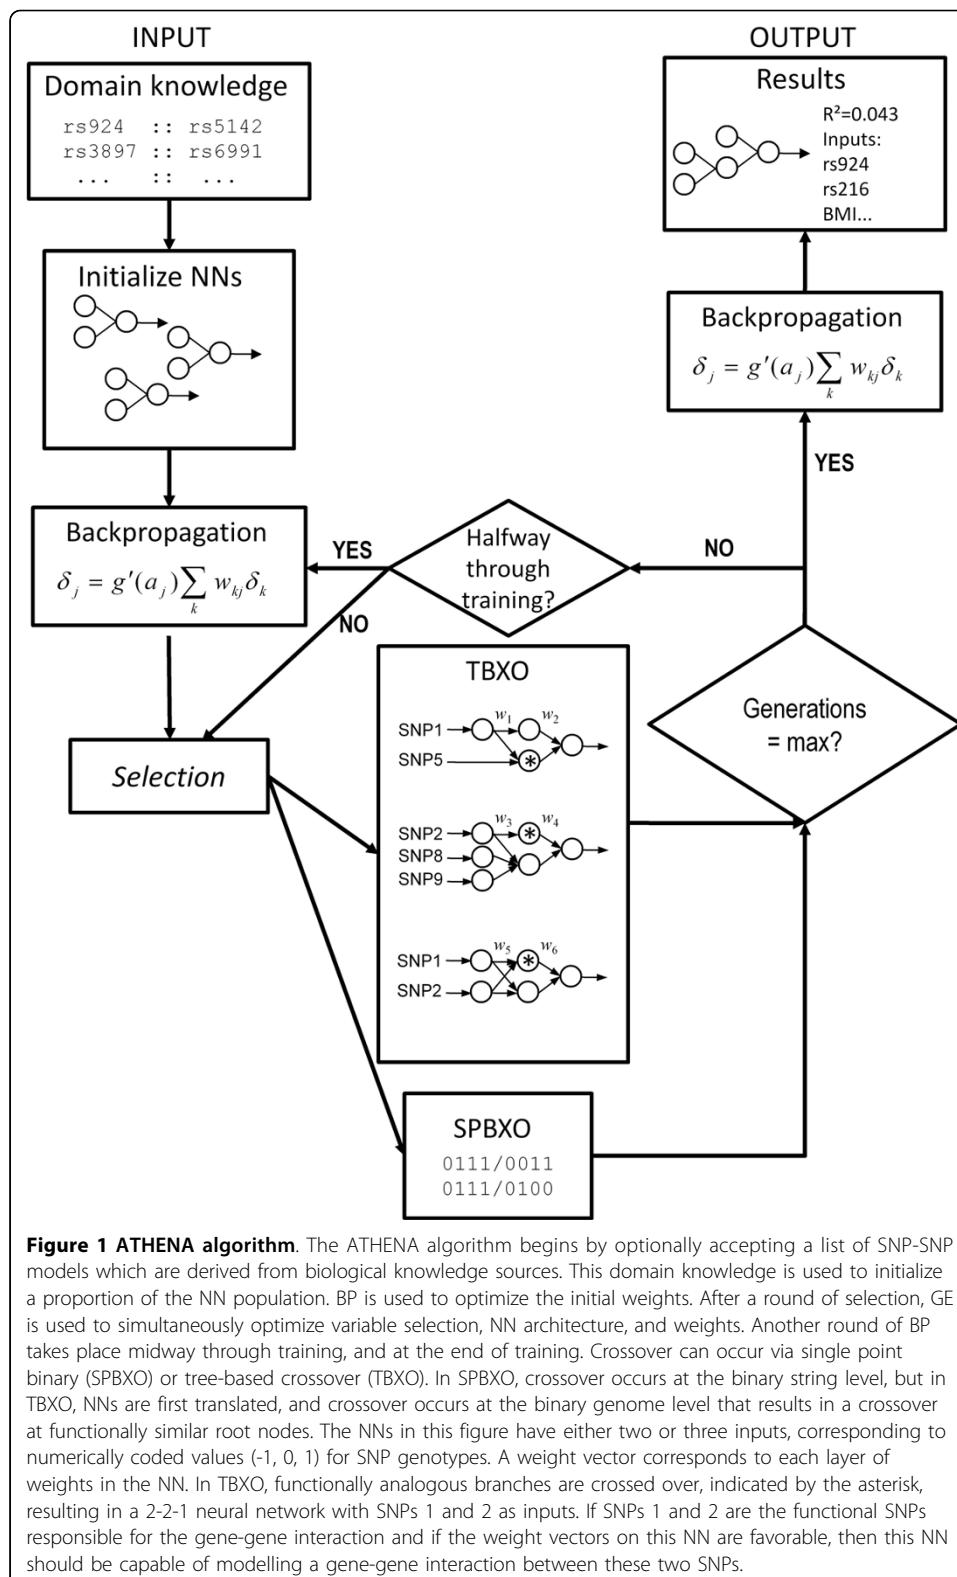 INPUT
Domain knowledge
rs924 :: rs5142
rs3897 :: rs6991
... :: ...
Initialize NNs
Backpropagation
δj = g′(aj)∑k wkjδk
Selection
OUTPUT
Results
R²=0.043
Inputs:
rs924
rs216
BMI...
Backpropagation
δj = g′(aj)∑k wkjδk
YES
NO
Generations
= max?
Halfway
through
training?
YES
NO
TBXO
w1 w2
SNP1
SNP5
*
w3 w4
SNP2
*
SNP8
SNP9
w5 w6
SNP1
*
SNP2
SPBXO
0111/0011
0111/0100
Figure 1 ATHENA algorithm. The ATHENA algorithm begins by optionally accepting a list of SNP-SNP
models which are derived from biological knowledge sources. This domain knowledge is used to initialize
a proportion of the NN population. BP is used to optimize the initial weights. After a round of selection, GE
is used to simultaneously optimize variable selection, NN architecture, and weights. Another round of BP
takes place midway through training, and at the end of training. Crossover can occur via single point
binary (SPBXO) or tree-based crossover (TBXO). In SPBXO, crossover occurs at the binary string level, but in
TBXO, NNs are first translated, and crossover occurs at the binary genome level that results in a crossover
at functionally similar root nodes. The NNs in this figure have either two or three inputs, corresponding to
numerically coded values (-1, 0, 1) for SNP genotypes. A weight vector corresponds to each layer of
weights in the NN. In TBXO, functionally analogous branches are crossed over, indicated by the asterisk,
resulting in a 2-2-1 neural network with SNPs 1 and 2 as inputs. If SNPs 1 and 2 are the functional SNPs
responsible for the gene-gene interaction and if the weight vectors on this NN are favorable, then this NN
should be capable of modelling a gene-gene interaction between these two SNPs.